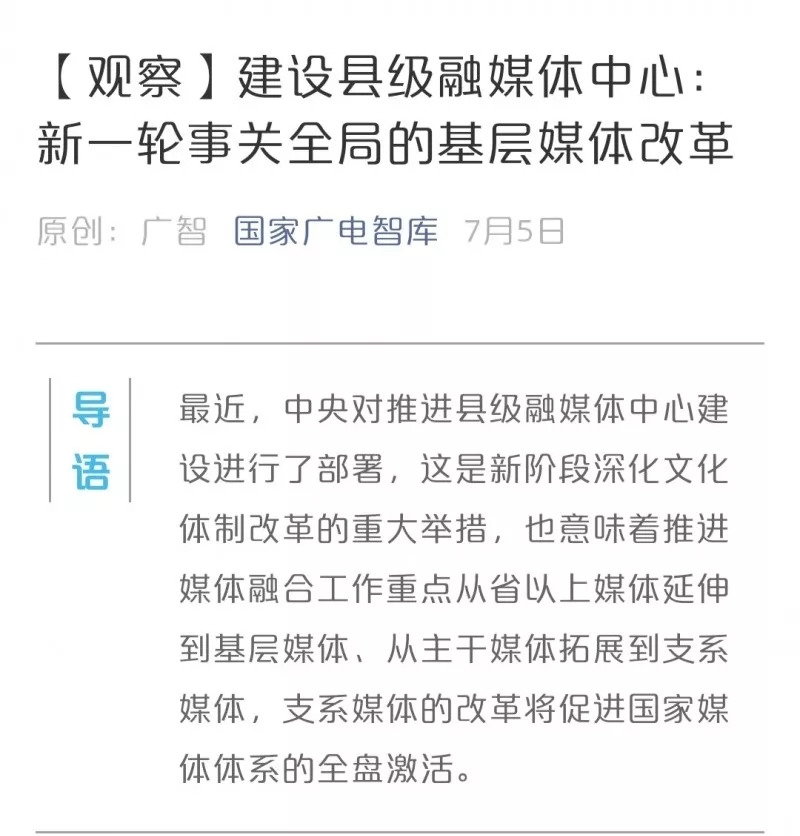 【观察】建设县级融媒体中心：
新一轮事关全局的基层媒体改革
原创： 广智 国家广电智库 7月5日
导语
最近，中央对推进县级融媒体中心建
设进行了部署，这是新阶段深化文化
体制改革的重大举措，也意味着推进
媒体融合工作重点从省以上媒体延伸
到基层媒体、从主干媒体拓展到支系
媒体，支系媒体的改革将促进国家媒
体体系的全盘激活。